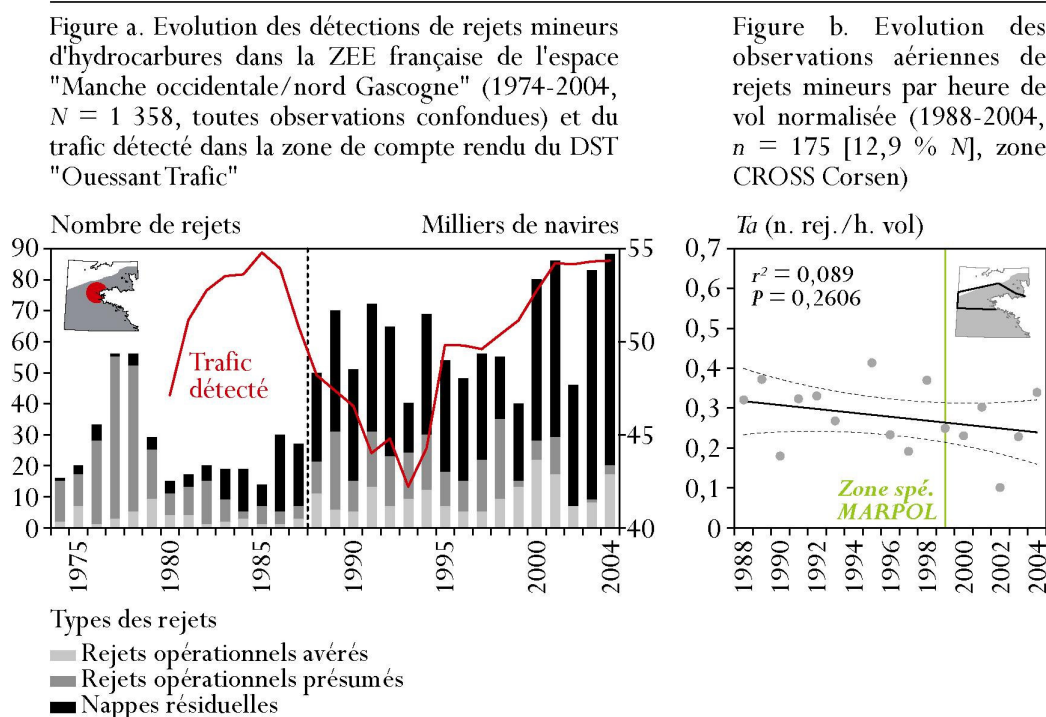 Figure a. Evolution des détections de rejets mineurs
d'hydrocarbures dans la ZEE française de l'espace
"Manche occidentale/nord Gascogne" (1974-2004,
N = 1 358, toutes observations confondues) et du
trafic détecté dans la zone de compte rendu du DST
"Ouessant Trafic"
Figure b. Evolution des
observations aériennes de
rejets mineurs par heure de
vol normalisée (1988-2004,
n = 175 [12,9 % N], zone
CROSS Corsen)
Nombre de rejets
Milliers de navires
90
80
70
60
50
40
30
20
10
0
Trafic
détecté
55
50
45
40
1975
1980
1985
1990
1995
2000
2004
Types des rejets
Rejets opérationnels avérés
Rejets opérationnels présumés
Nappes résiduelles
Ta (n. rej./h. vol)
0,7
0,6
0,5
0,4
0,3
0,2
0,1
0
r² = 0,089
P = 0,2606
Zone spé.
MARPOL
1988
1990
1992
1994
1996
1998
2000
2002
2004